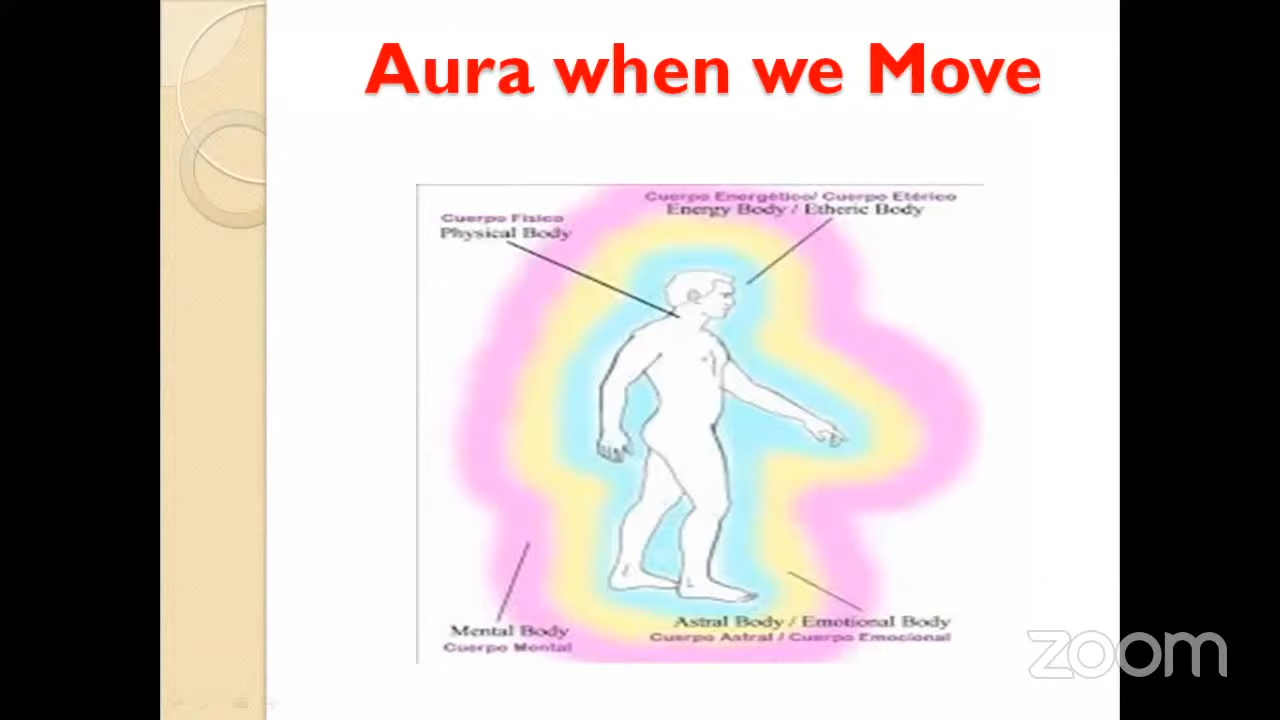 Aura when we Move
Cuerpo Energético/ Cuerpo Etérico
Energy Body / Etheric Body
Cuerpo Fisico
Physical Body
Mental Body
Cuerpo Mental
Astral Body / Emotional Body
Cuerpo Astral / Cuerpo Emocional
zoom